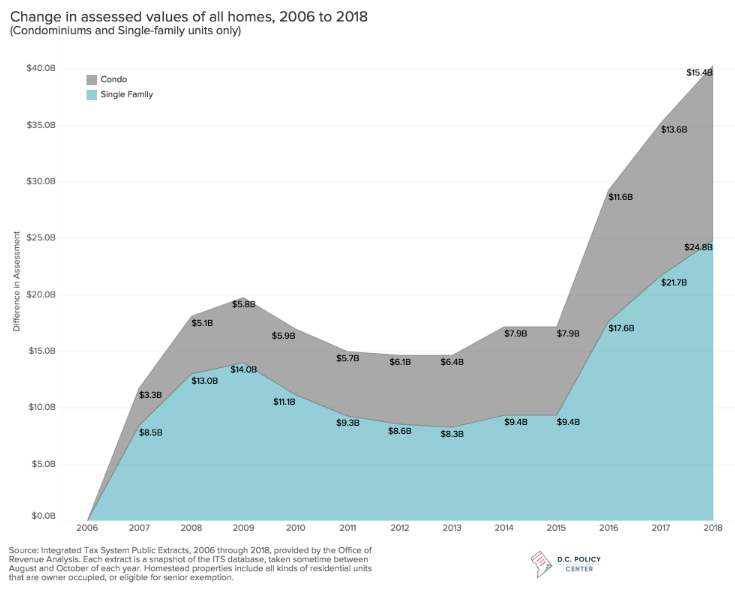 Change in assessed values of all homes, 2006 to 2018
(Condominiums and Single-family units only)
$40.0B
$35.0B
$30.0B
$25.0B
$20.0B
$15.0B
$10.0B
$5.0B
$0.0B
Difference in Assessment
Condo
Single Family
$3.3B
$5.1B
$5.8B
$5.9B
$5.7B
$6.1B
$6.4B
$7.9B
$7.9B
$11.6B
$13.6B
$15.4B
$8.5B
$13.0B
$14.0B
$11.1B
$9.3B
$8.6B
$8.3B
$9.4B
$9.4B
$17.6B
$21.7B
$24.8B
2006 2007 2008 2009 2010 2011 2012 2013 2014 2015 2016 2017 2018
Source: Integrated Tax System Public Extracts, 2006 through 2018, provided by the Office of
Revenue Analysis. Each extract is a snapshot of the ITS database, taken sometime between
August and October of each year. Homestead properties include all kinds of residential units
that are owner occupied, or eligible for senior exemption.
D.C. POLICY
CENTER